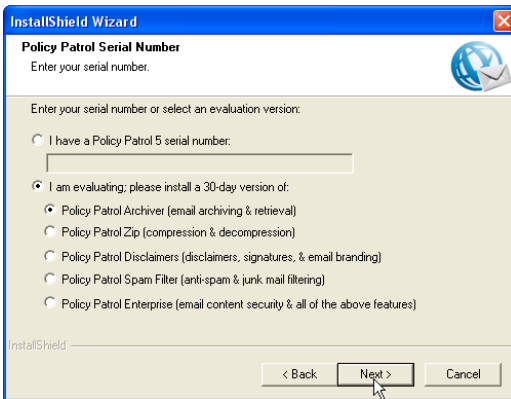 InstallShield Wizard
Policy Patrol Serial Number
Enter your serial number.
Enter your serial number or select an evaluation version:
I have a Policy Patrol 5 serial number:
I am evaluating; please install a 30-day version of:
Policy Patrol Archiver (email archiving & retrieval)
Policy Patrol Zip (compression & decompression)
Policy Patrol Disclaimers (disclaimers, signatures, & email branding)
Policy Patrol Spam Filter (anti-spam & junk mail filtering)
Policy Patrol Enterprise (email content security & all of the above features)
InstallShield
< Back Next > Cancel